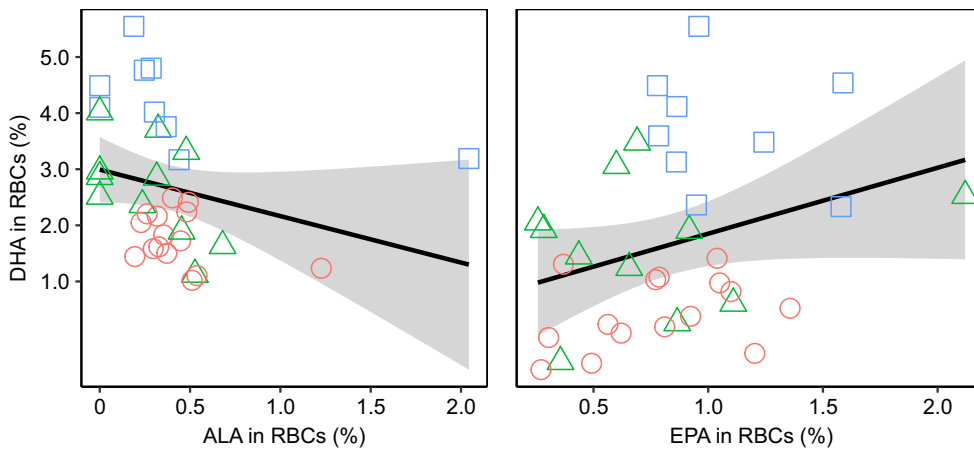 DHA in RBCs (%)
5.0
4.0
3.0
2.0
1.0
0 0.5 1.0 1.5 2.0
0.5 1.0 1.5 2.0
ALA in RBCs (%)
EPA in RBCs (%)